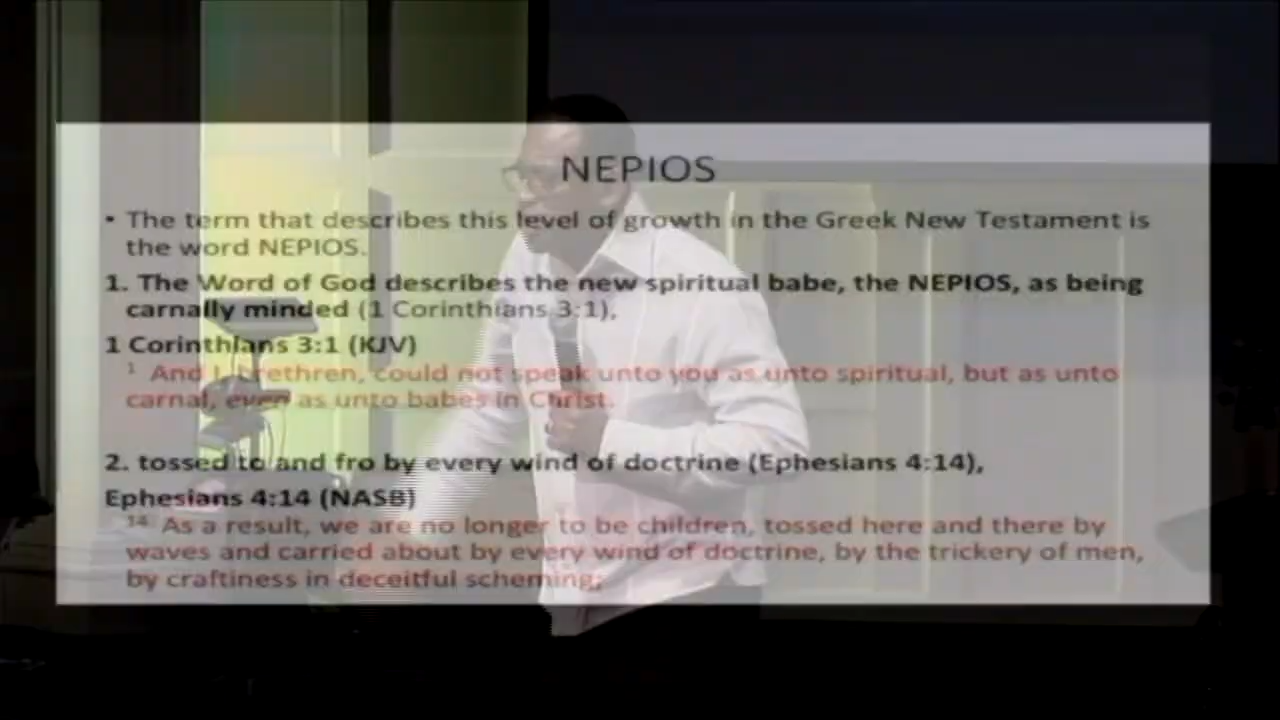 NEPIOS
• The term that describes this level of growth in the Greek New Testament is
the word NEPIOS.
1. The Word of God describes the new spiritual babe, the NEPIOS, as being
carnally minded (1 Corinthians 3:1),
1 Corinthians 3:1 (KJV)
1 And I, brethren, could not speak unto you as unto spiritual, but as unto
carnal, even as unto babes in Christ.
2. tossed to and fro by every wind of doctrine (Ephesians 4:14),
Ephesians 4:14 (NASB)
14 As a result, we are no longer to be children, tossed here and there by
waves and carried about by every wind of doctrine, by the trickery of men,
by craftiness in deceitful scheming;